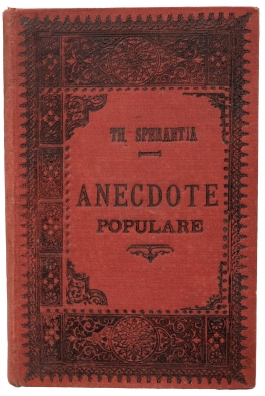 TH. SPERANTIA
ANECDOTE
POPULARE